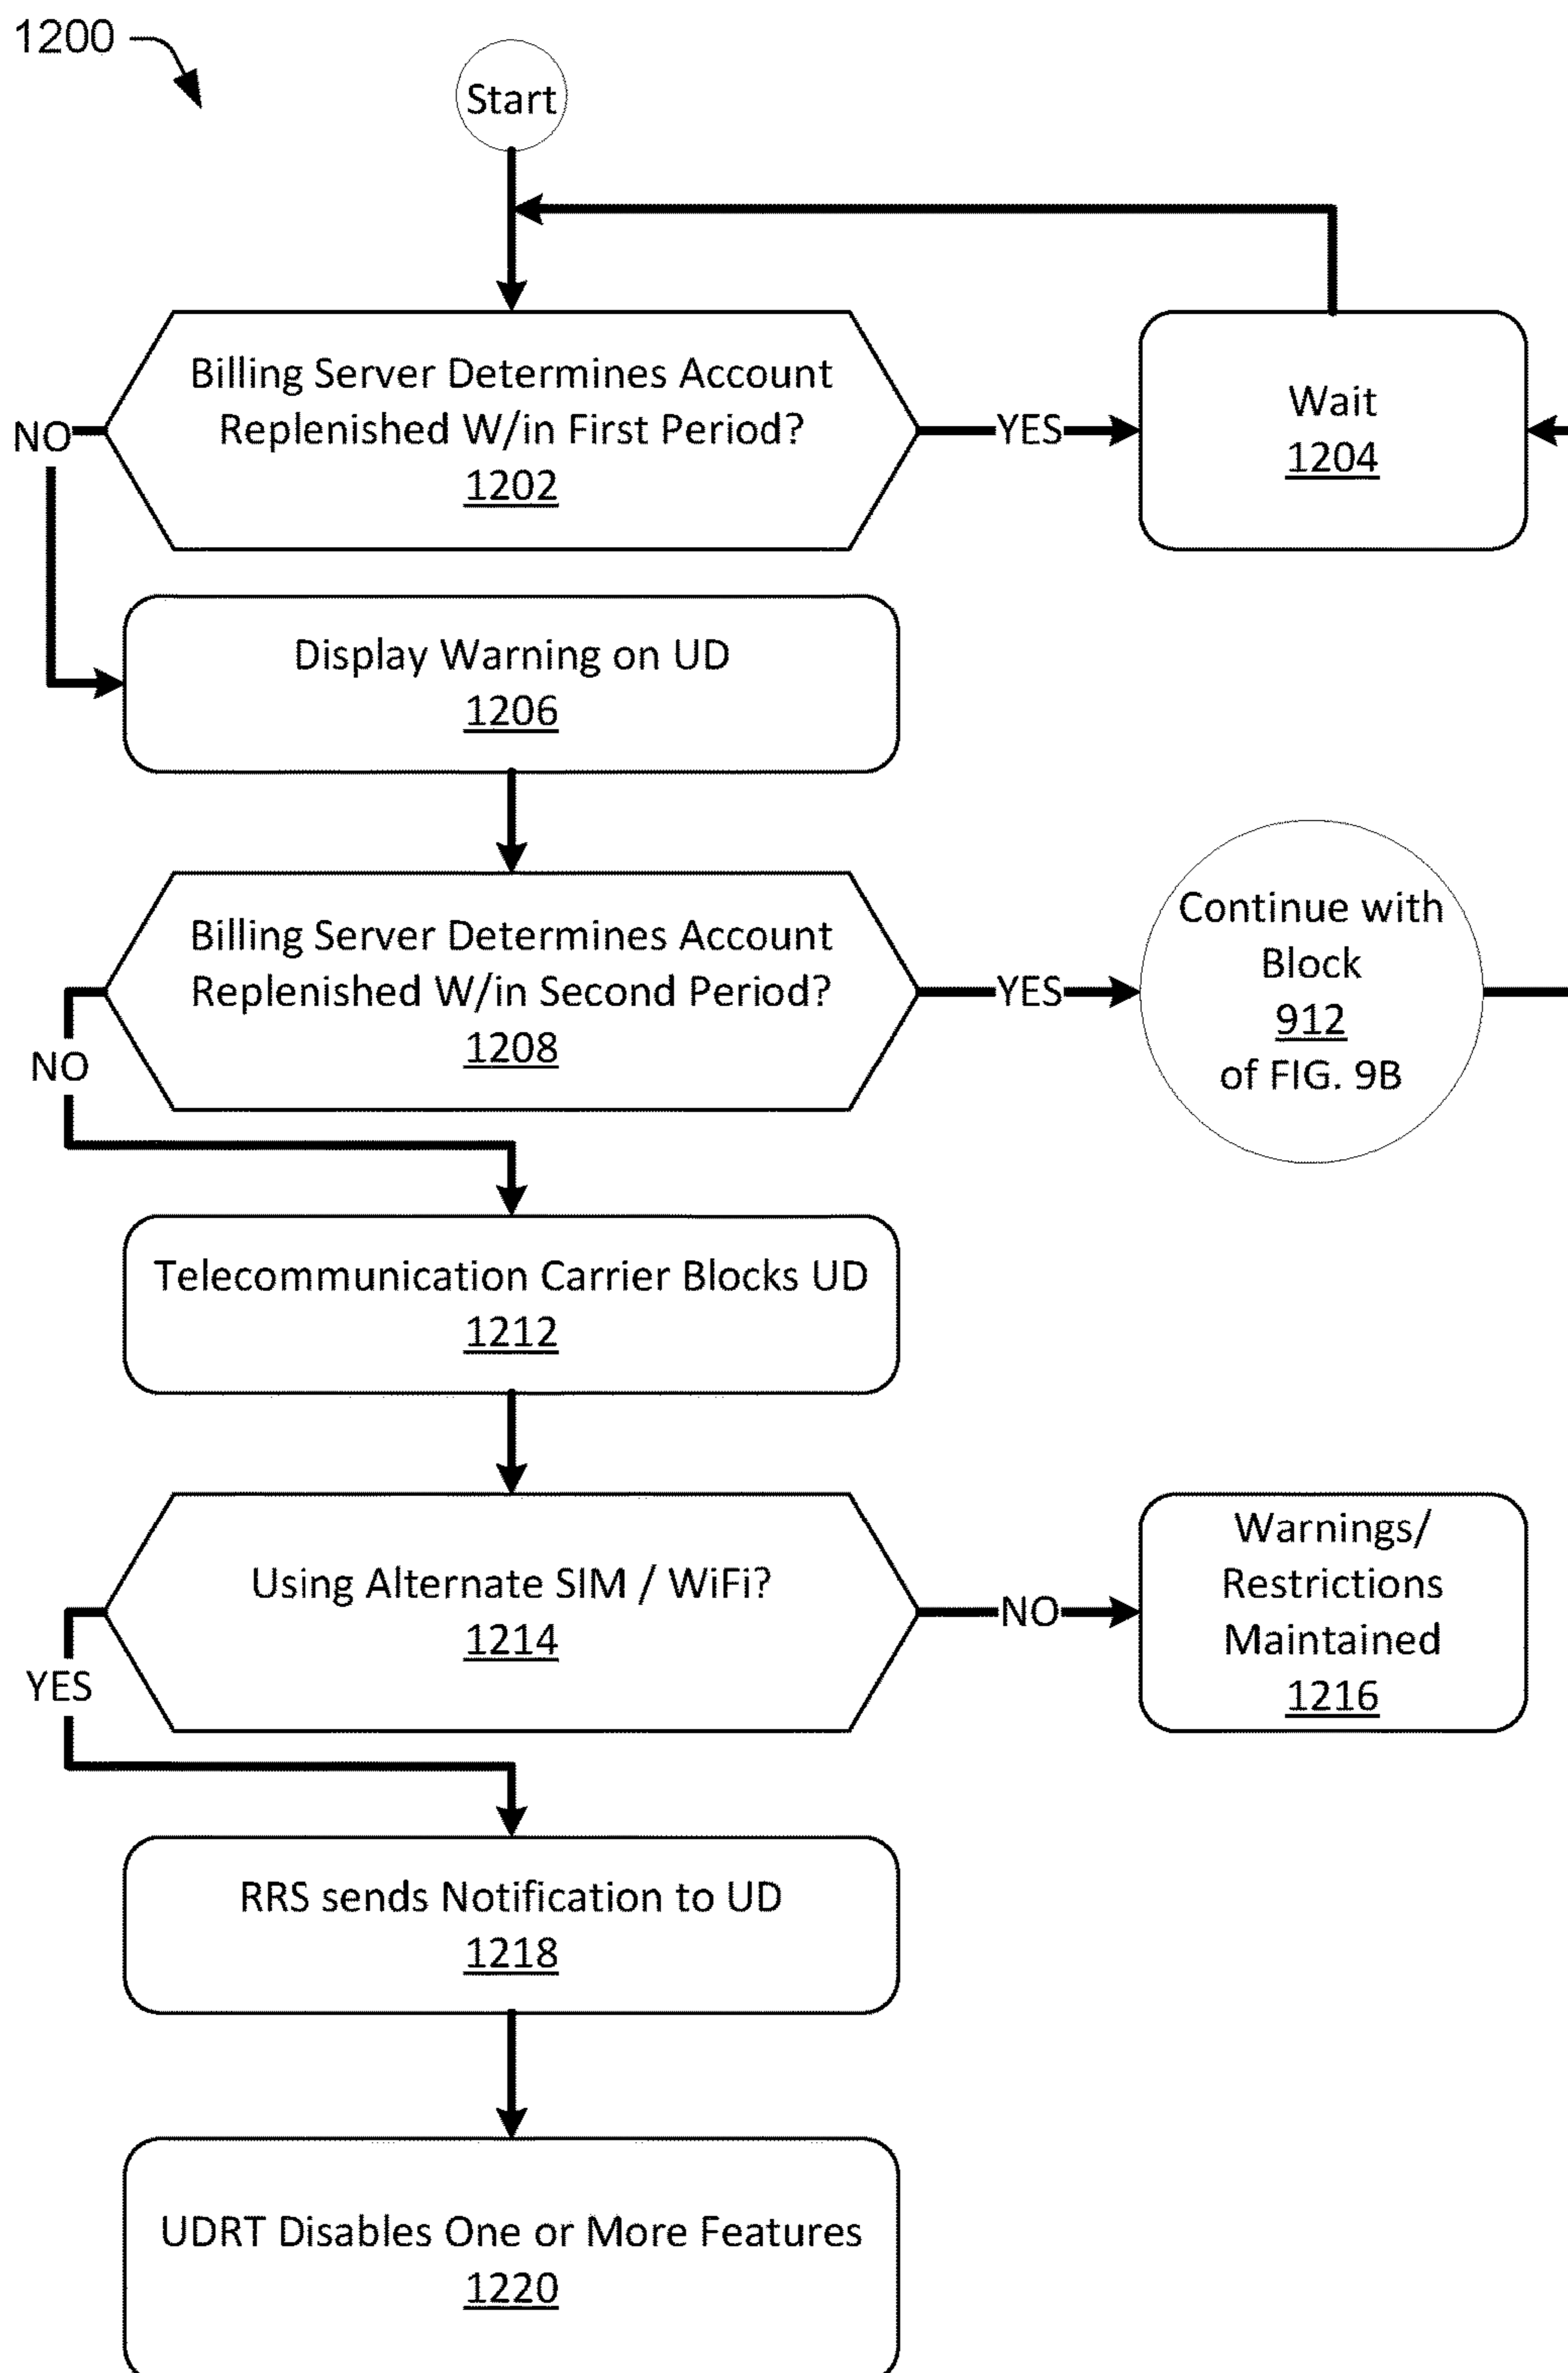 1200
Start
Billing Server Determines Account
Replenished W/in First Period?
1202
NO
YES
Wait
1204
Display Warning on UD
1206
Billing Server Determines Account
Replenished W/in Second Period?
1208
NO
YES
Continue with
Block
912
of FIG. 9B
Telecommunication Carrier Blocks UD
1212
Using Alternate SIM / WiFi?
1214
YES
NO
Warnings/
Restrictions
Maintained
1216
RRS sends Notification to UD
1218
UDRT Disables One or More Features
1220